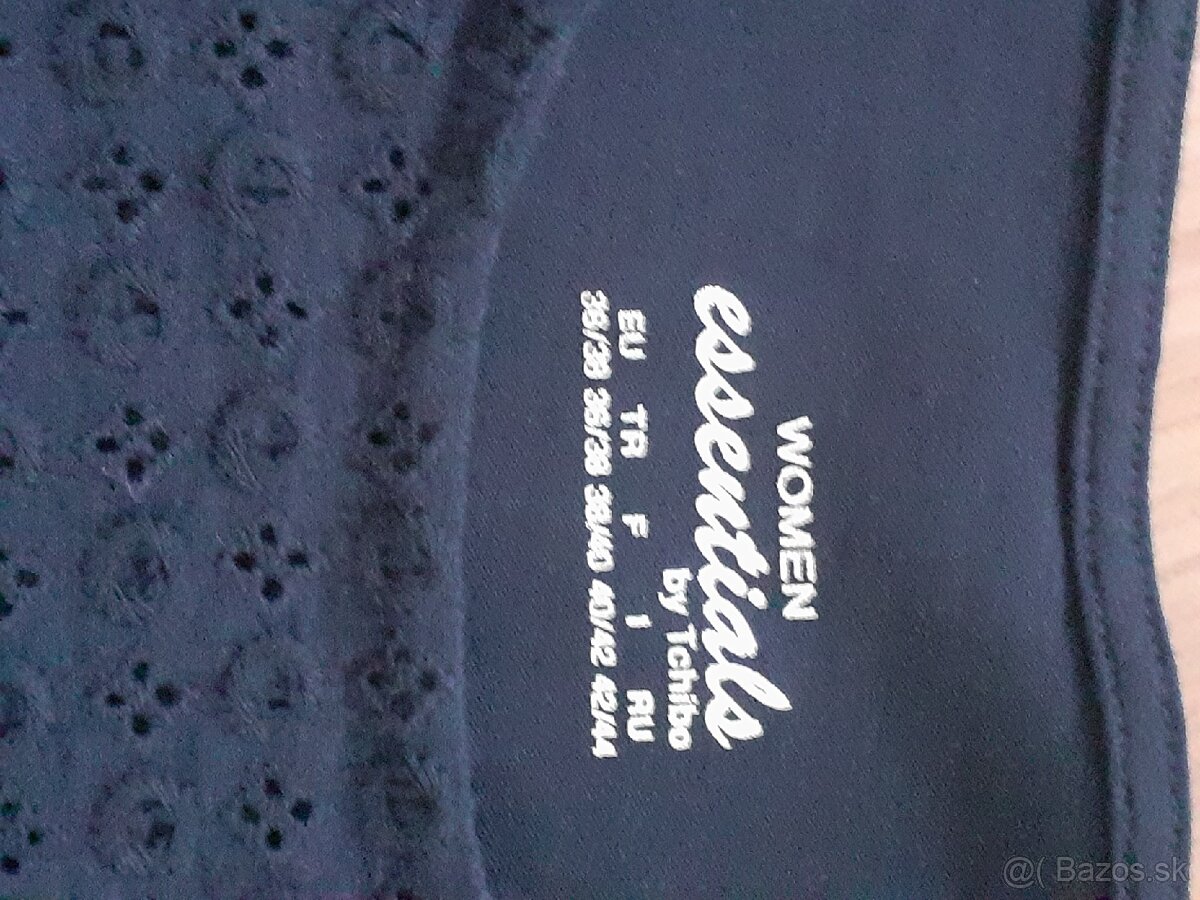 WOMEN
essentials
by Tchibo
EU TR F I RU
36/38 36/38 38/40 40/42 42/44
@( Bazos.sk